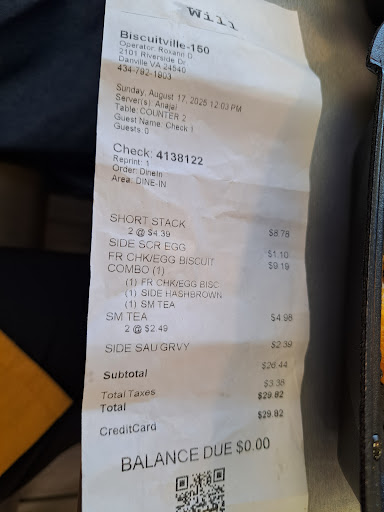 Will
Biscuitville-150
Operator: Roxann D
2101 Riverside Dr
Danville VA 24540
434-792-1903
Sunday, August 17, 2025 12:03 PM
Server(s): Anajai
Table: COUNTER 2
Guest Name: Check 1
Guests: 0
Check: 4138122
Reprint: 1
Order: DineIn
Area: DINE-IN
SHORT STACK $8.78
2 @ $4.39
SIDE SCR EGG $1.10
FR CHK/EGG BISCUIT $9.19
COMBO (1)
(1) FR CHK/EGG BISC
(1) SIDE HASHBROWN
(1) SM TEA
SM TEA $4.98
2 @ $2.49
SIDE SAU GRVY $2.39
Subtotal $26.44
Total Taxes $3.38
Total $29.82
CreditCard $29.82
BALANCE DUE $0.00